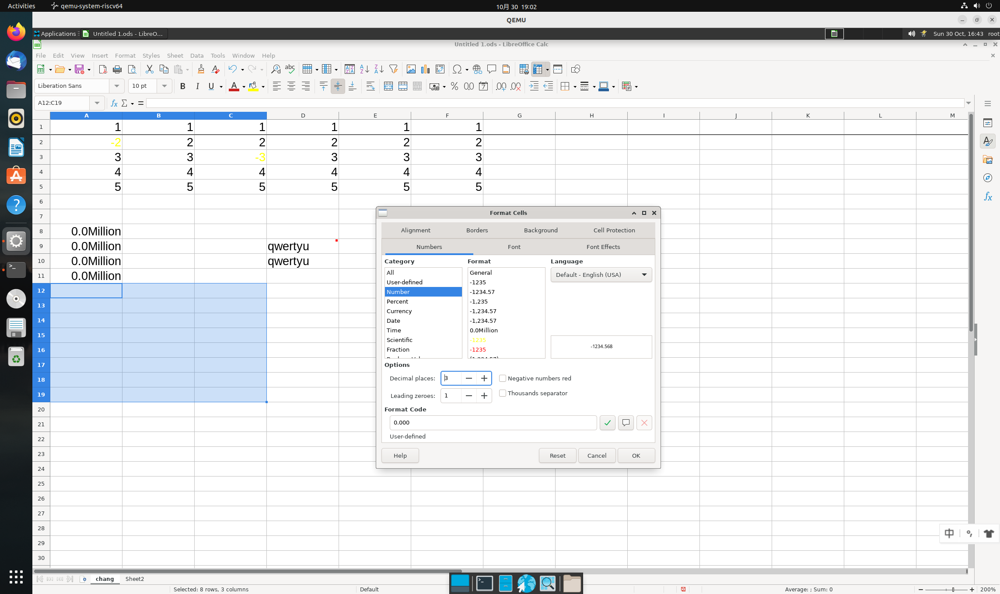 Activities
qemu-system-riscv64
10月 30 19:02
QEMU
Applications
Untitled 1.ods - LibreO...
Sun 30 Oct, 16:43
root
Untitled 1.ods - LibreOffice Calc
File Edit View Insert Format Styles Sheet Data Tools Window Help
Liberation Sans
10 pt
A12:C19
A B C D E F G H I J K L M
1 1 1 1 1 1 1
2 -2 2 2 2 2 2
3 3 3 -3 3 3 3
4 4 4 4 4 4 4
5 5 5 5 5 5 5
6
7
8 0.0Million
9 0.0Million qwertyu
10 0.0Million qwertyu
11 0.0Million
12
13
14
15
16
17
18
19
20
21
22
23
24
25
26
27
28
29
30
Format Cells
Alignment Borders Background Cell Protection
Numbers Font Font Effects
Category
All
User-defined
Number
Percent
Currency
Date
Time
Scientific
Fraction
Format
General
-1235
-1234.57
-1,235
-1,234.57
-1,234.57
0.0Million
-1235
-1235
Language
Default - English (USA)
-1234.568
Options
Decimal places: 3
Negative numbers red
Leading zeroes: 1
Thousands separator
Format Code
0.000
User-defined
Help Reset Cancel OK
中
chang Sheet2
Selected: 8 rows, 3 columns
Default
Average: ; Sum: 0
200%